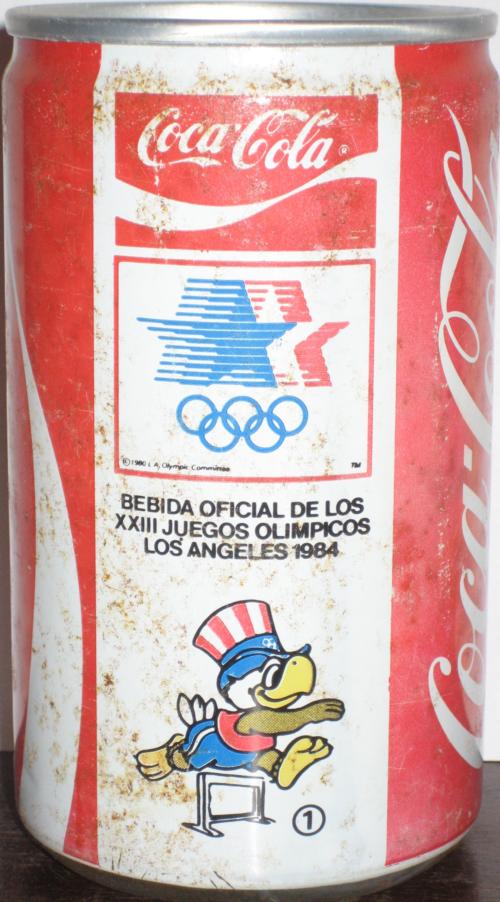 Coca-Cola ®
© 1980 L.A. Olympic Committee TM
BEBIDA OFICIAL DE LOS
XXIII JUEGOS OLIMPICOS
LOS ANGELES 1984
1
Coca-Cola